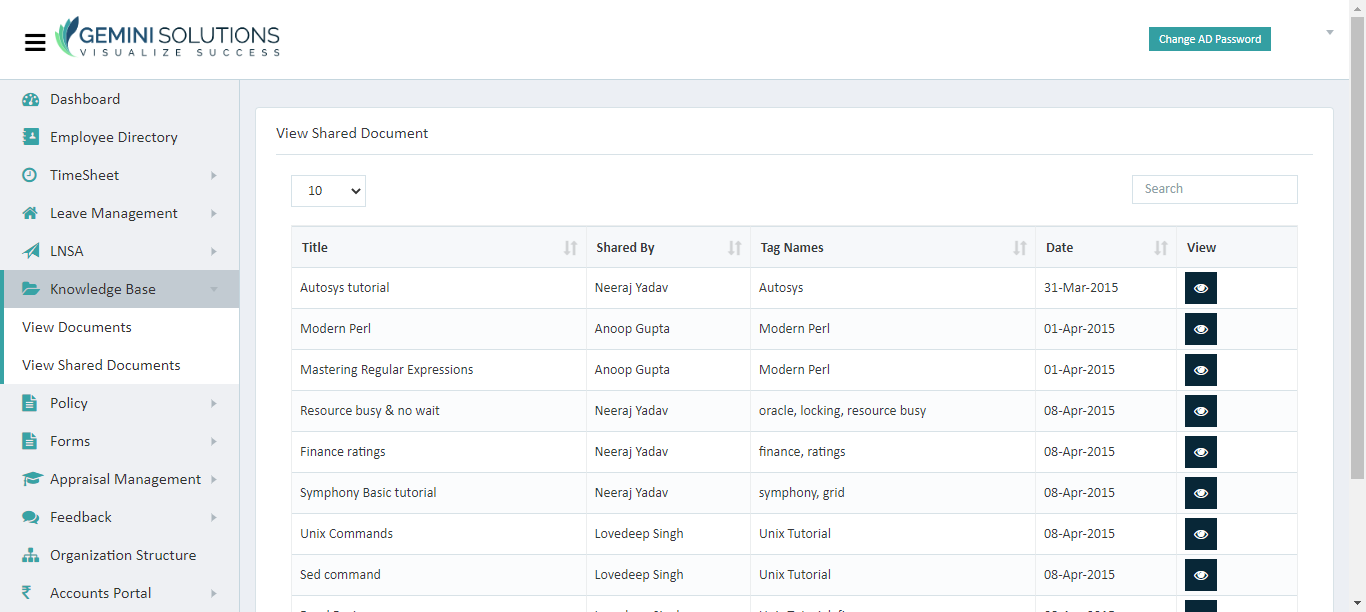 GEMINI SOLUTIONS
VISUALIZE SUCCESS
Change AD Password
Dashboard
Employee Directory
TimeSheet
Leave Management
LNSA
Knowledge Base
View Documents
View Shared Documents
Policy
Forms
Appraisal Management
Feedback
Organization Structure
₹ Accounts Portal
View Shared Document
10
Search
Title Shared By Tag Names Date View
Autosys tutorial Neeraj Yadav Autosys 31-Mar-2015
Modern Perl Anoop Gupta Modern Perl 01-Apr-2015
Mastering Regular Expressions Anoop Gupta Modern Perl 01-Apr-2015
Resource busy & no wait Neeraj Yadav oracle, locking, resource busy 08-Apr-2015
Finance ratings Neeraj Yadav finance, ratings 08-Apr-2015
Symphony Basic tutorial Neeraj Yadav symphony, grid 08-Apr-2015
Unix Commands Lovedeep Singh Unix Tutorial 08-Apr-2015
Sed command Lovedeep Singh Unix Tutorial 08-Apr-2015